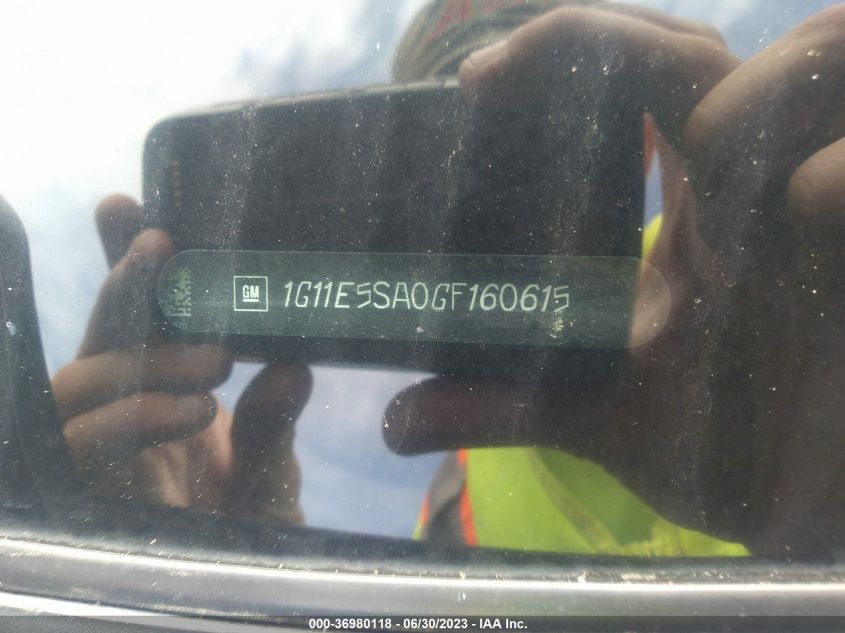 GM 1G11E5SA0GF160615
000-36980118 - 06/30/2023 - IAA Inc.